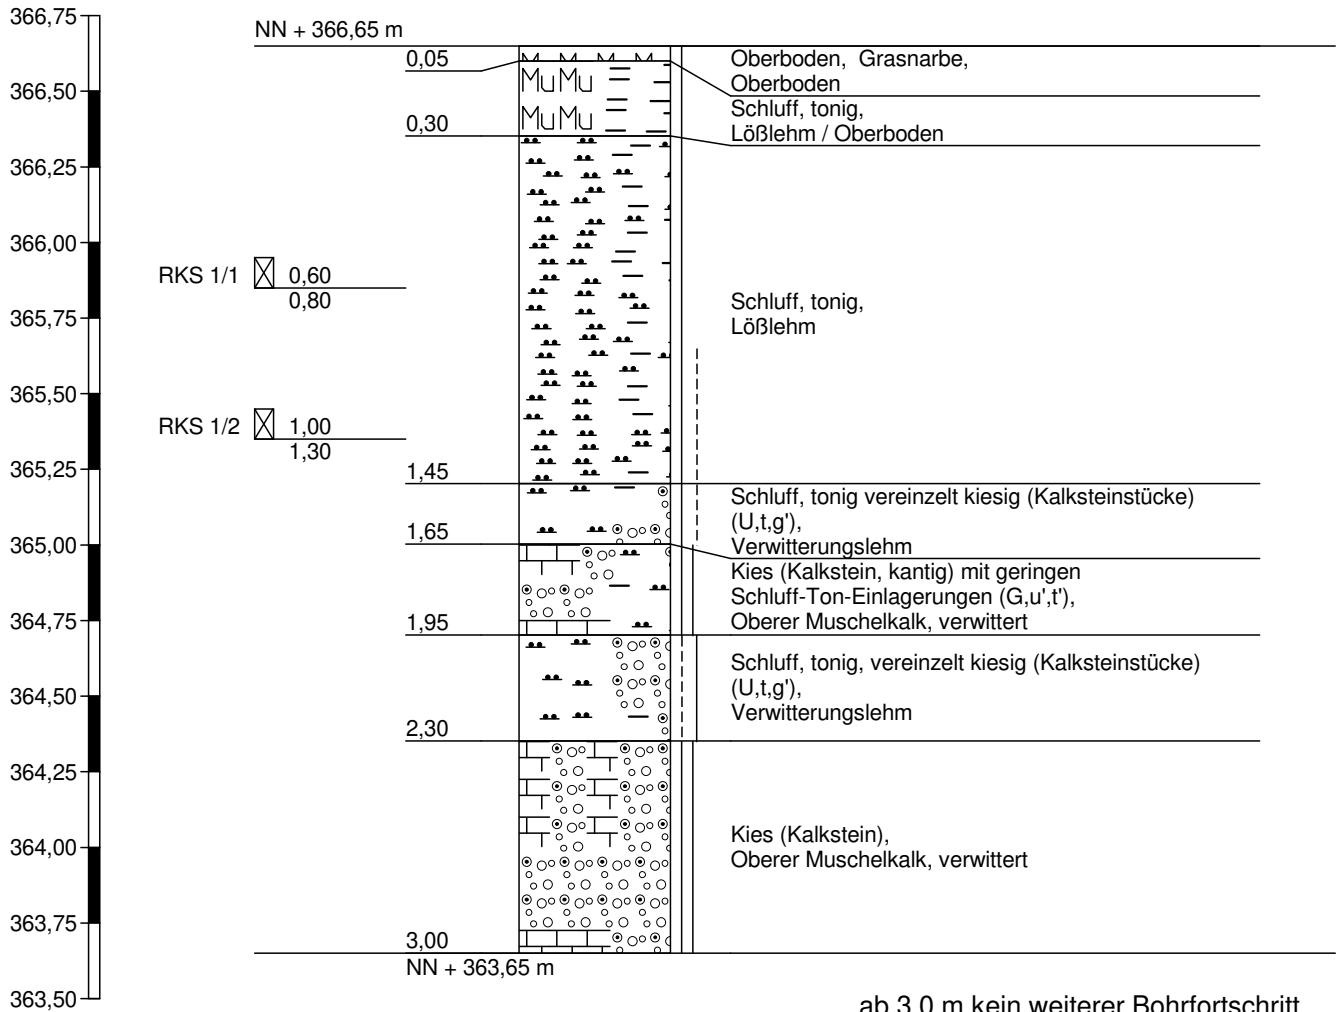 366,75
366,50
366,25
366,00
365,75
365,50
365,25
365,00
364,75
364,50
364,25
364,00
363,75
363,50
NN + 366,65 m
0,05
Oberboden, Grasnarbe,
Oberboden
MuMu
MuMu
0,30
Schluff, tonig,
Lößlehm / Oberboden
RKS 1/1
0,60
0,80
Schluff, tonig,
Lößlehm
RKS 1/2
1,00
1,30
1,45
Schluff, tonig vereinzelt kiesig (Kalksteinstücke)
(U,t,g'),
Verwitterungslehm
1,65
Kies (Kalkstein, kantig) mit geringen
Schluff-Ton-Einlagerungen (G,u',t'),
Oberer Muschelkalk, verwittert
1,95
Schluff, tonig, vereinzelt kiesig (Kalksteinstücke)
(U,t,g'),
Verwitterungslehm
2,30
Kies (Kalkstein),
Oberer Muschelkalk, verwittert
3,00
NN + 363,65 m
ab 3,0 m kein weiterer Bohrfortschritt